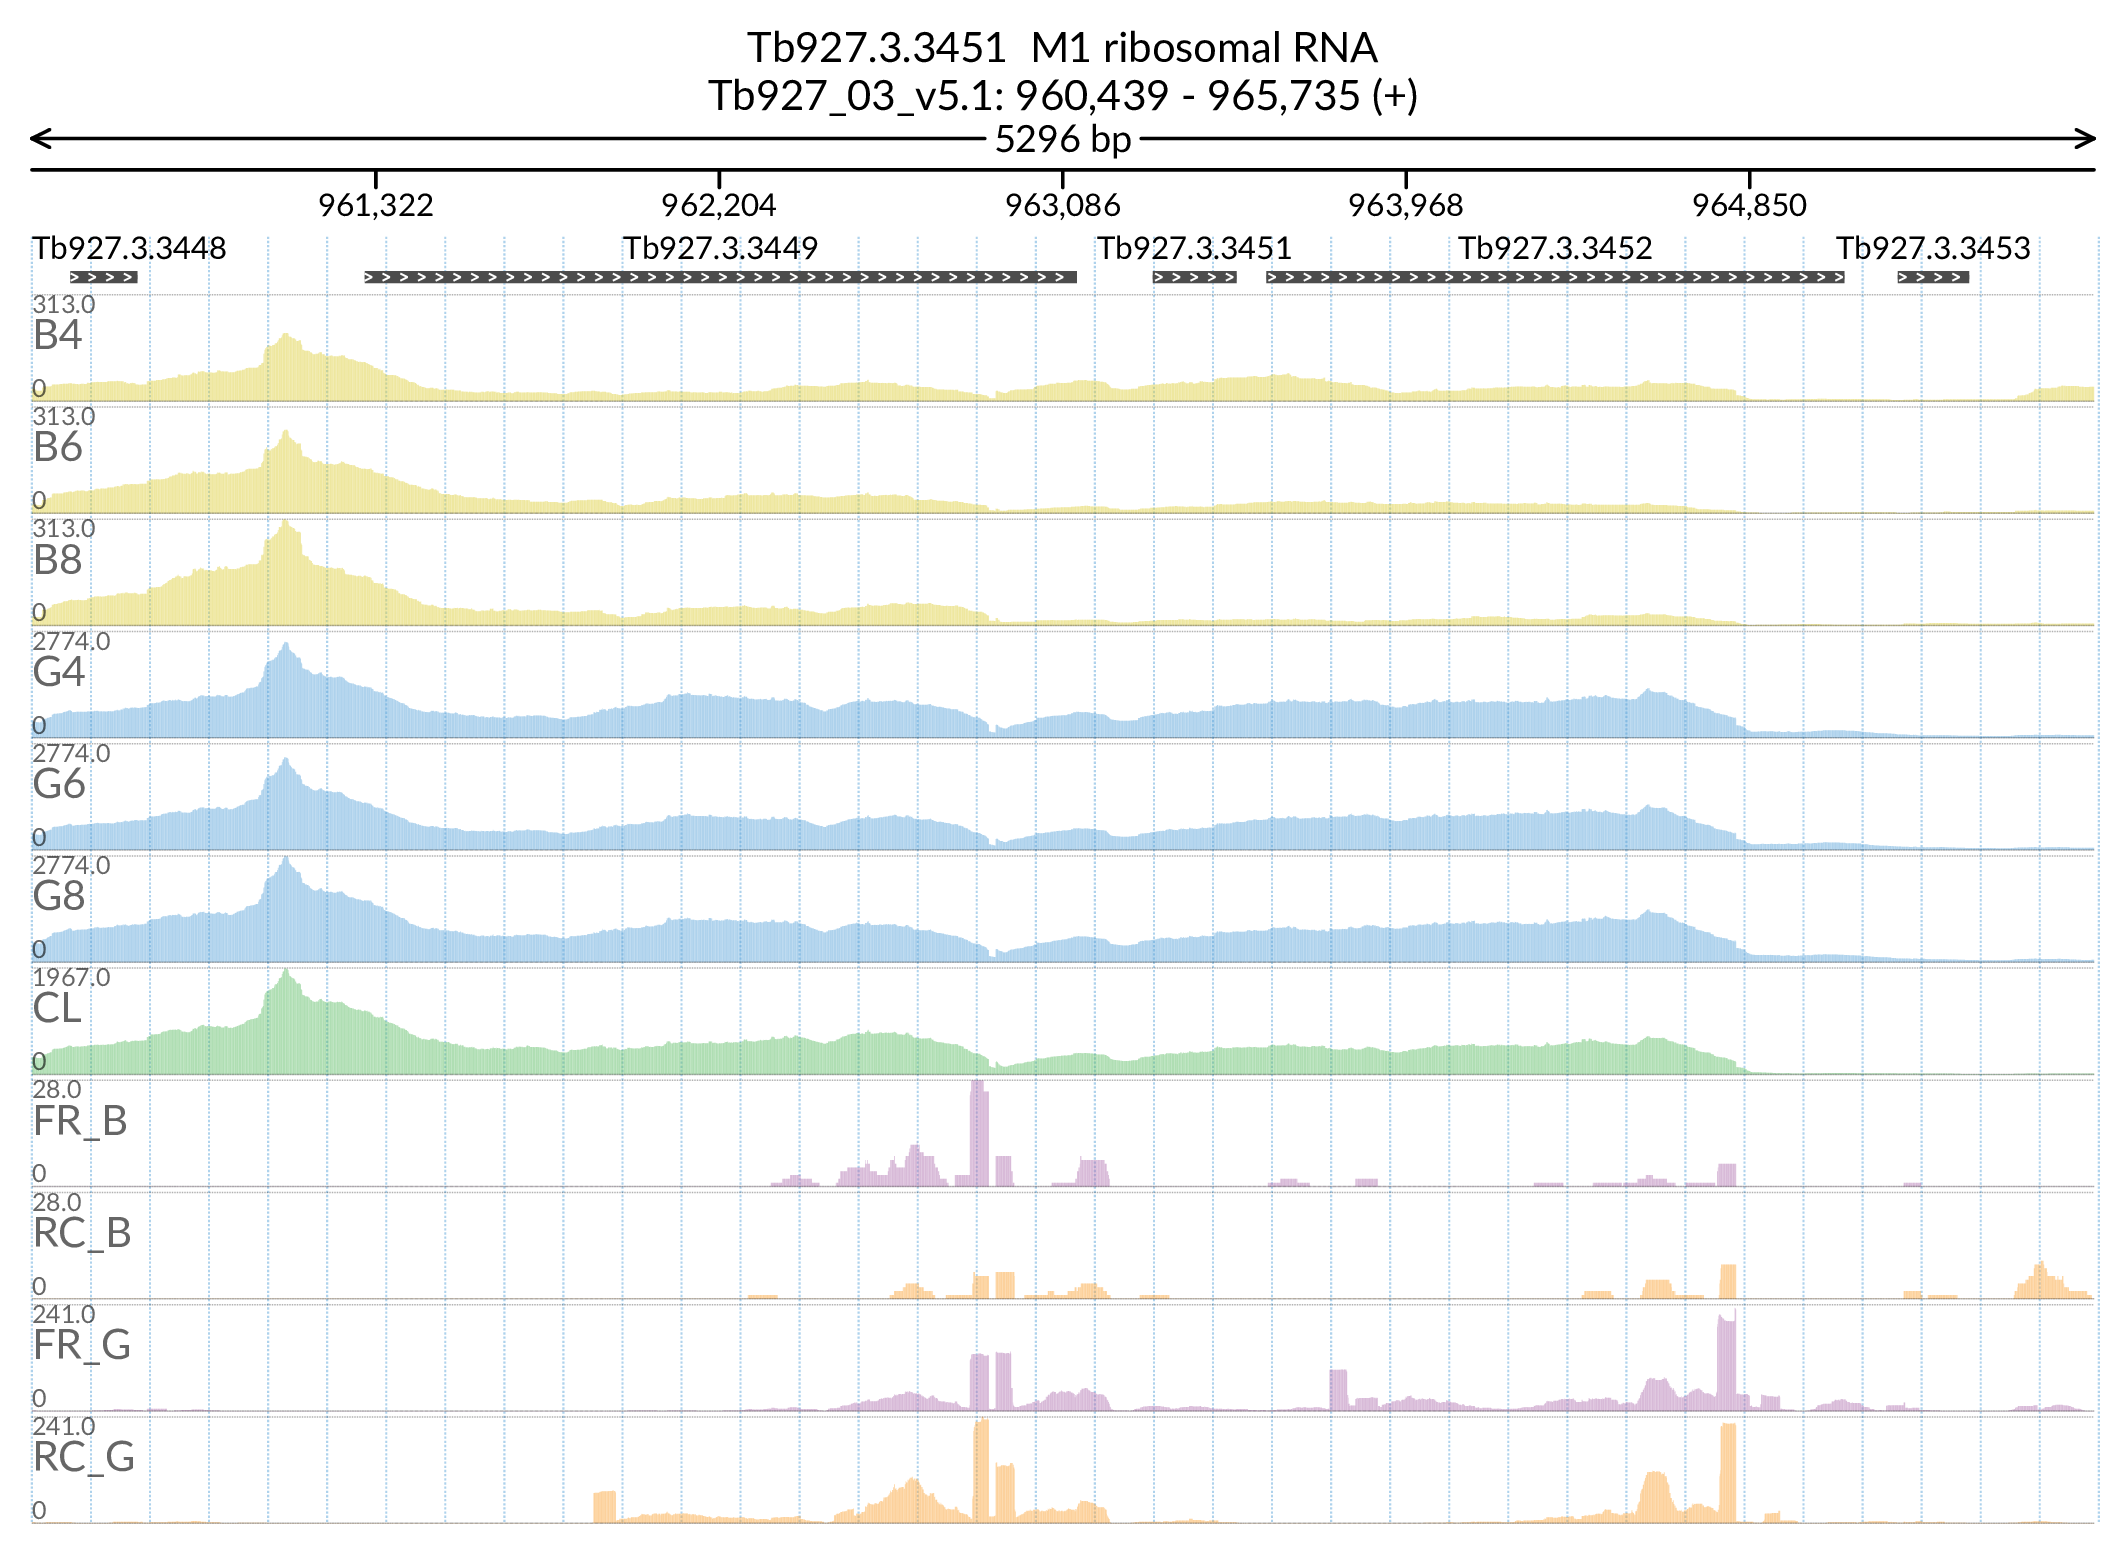 Tb927.3.3451  M1 ribosomal RNA
Tb927_03_v5.1: 960,439 - 965,735 (+)
5296 bp
961,322 962,204 963,086 963,968 964,850
Tb927.3.3448 Tb927.3.3449 Tb927.3.3451 Tb927.3.3452 Tb927.3.3453
313.0
B4
0
313.0
B6
0
313.0
B8
0
2774.0
G4
0
2774.0
G6
0
2774.0
G8
0
1967.0
CL
0
28.0
FR_B
0
28.0
RC_B
0
241.0
FR_G
0
241.0
RC_G
0